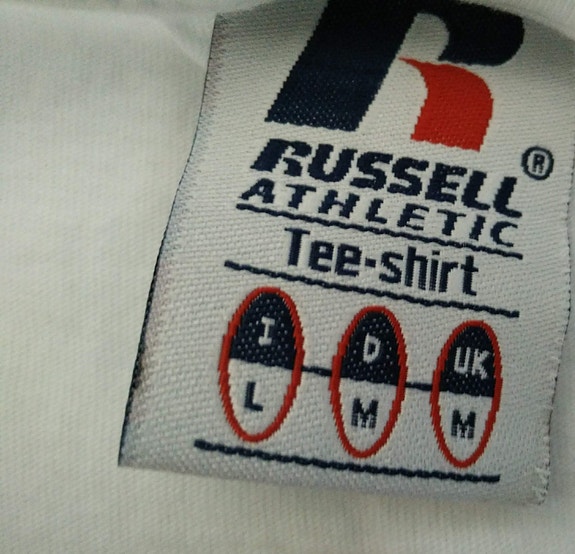 R
RUSSELL ®
ATHLETIC
Tee-shirt
I D UK
L M M